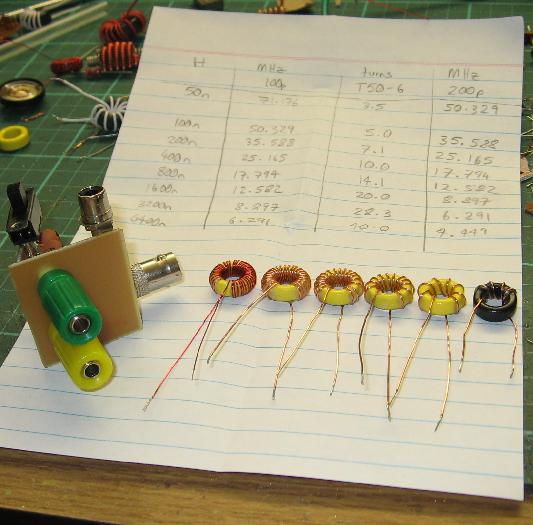 H MHz turns MHz
100p T50-6 200p
50n 71.176 3.5 50.329
100n 50.329 5.0 35.588
200n 35.588 7.1 25.165
400n 25.165 10.0 17.794
800n 17.794 14.1 12.582
1600n 12.582 20.0 8.897
3200n 8.897 28.3 6.291
6400n 6.291 40.0 4.449